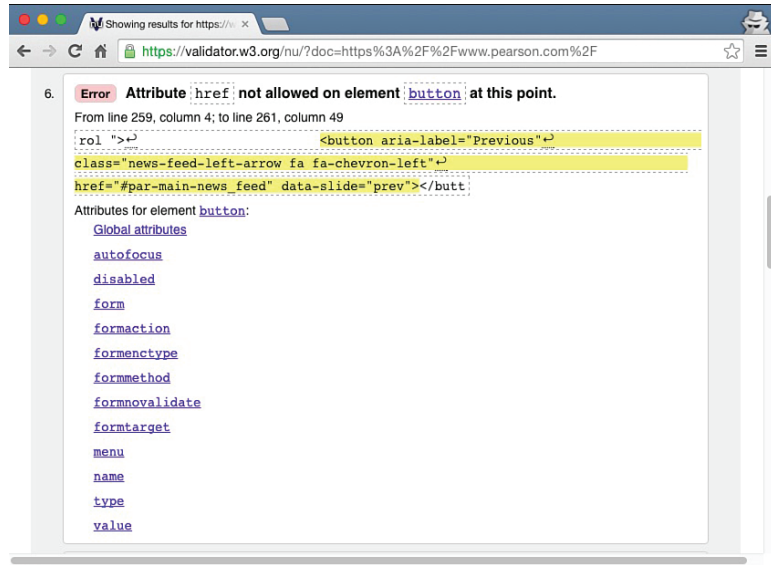 Showing results for https://w
https://validator.w3.org/nu/?doc=https%3A%2F%2Fwww.pearson.com%2F
6. Error Attribute href not allowed on element button at this point.
From line 259, column 4; to line 261, column 49
rol ">↩ <button aria-label="Previous"↩
class="news-feed-left-arrow fa fa-chevron-left"↩
href="#par-main-news_feed" data-slide="prev"></butt
Attributes for element button:
Global attributes
autofocus
disabled
form
formaction
formenctype
formmethod
formnovalidate
formtarget
menu
name
type
value